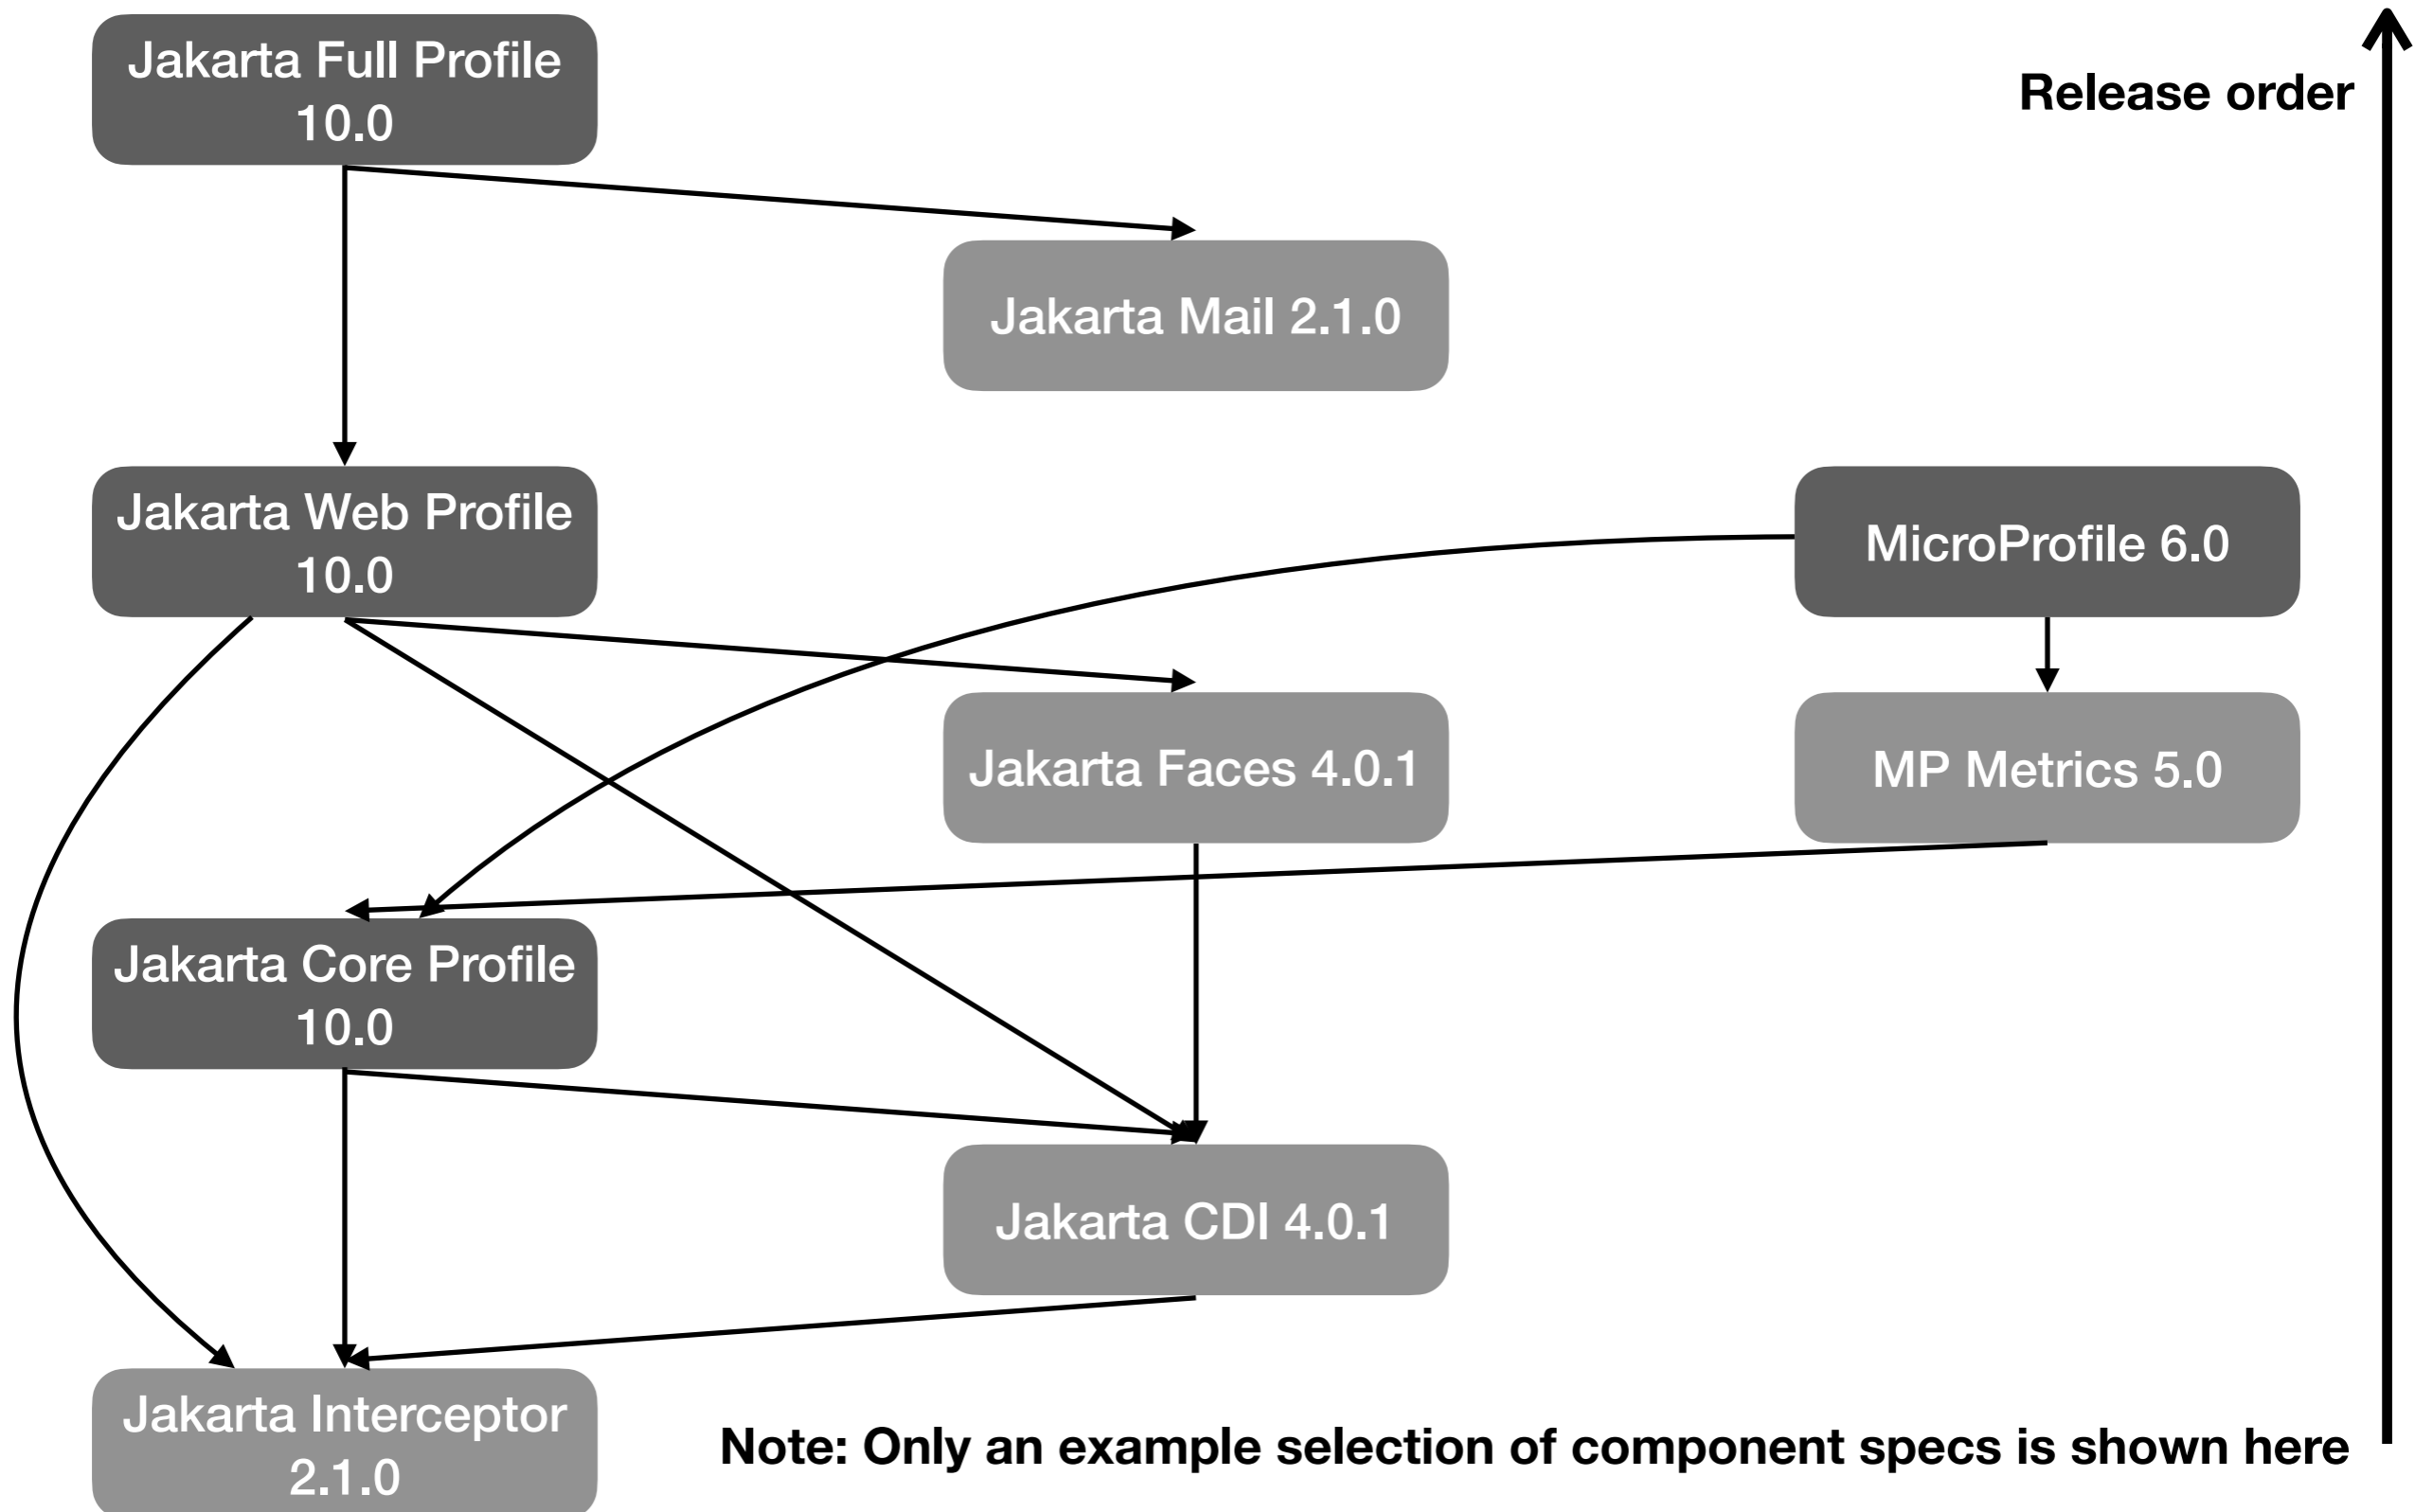 Jakarta Full Profile
10.0
Release order
Jakarta Mail 2.1.0
Jakarta Web Profile
10.0
MicroProfile 6.0
Jakarta Faces 4.0.1
MP Metrics 5.0
Jakarta Core Profile
10.0
Jakarta CDI 4.0.1
Jakarta Interceptor
2.1.0
Note: Only an example selection of component specs is shown here